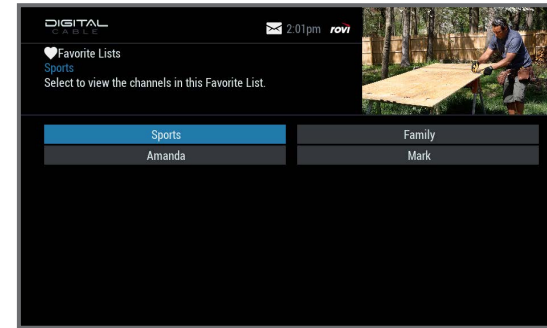 DIGITAL
CABLE
2:01pm rovi
Favorite Lists
Sports
Select to view the channels in this Favorite List.
Sports Family
Amanda Mark